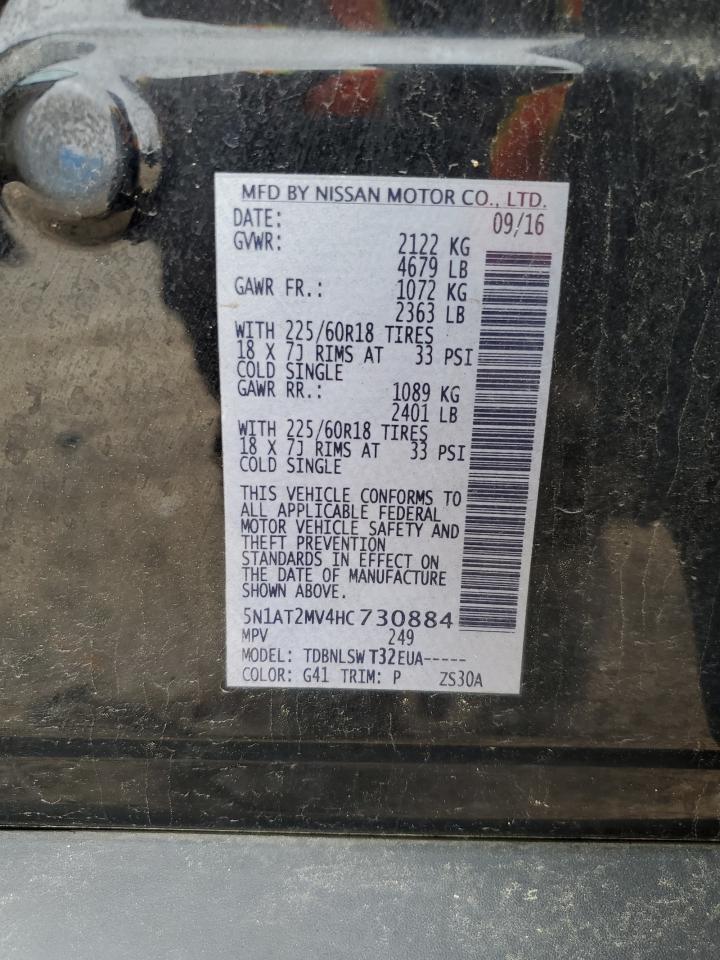 MFD BY NISSAN MOTOR CO., LTD.
DATE: 09/16
GVWR: 2122 KG
4679 LB
GAWR FR.: 1072 KG
2363 LB
WITH 225/60R18 TIRES
18 X 7J RIMS AT 33 PSI
COLD SINGLE
GAWR RR.: 1089 KG
2401 LB
WITH 225/60R18 TIRES
18 X 7J RIMS AT 33 PSI
COLD SINGLE
THIS VEHICLE CONFORMS TO
ALL APPLICABLE FEDERAL
MOTOR VEHICLE SAFETY AND
THEFT PREVENTION
STANDARDS IN EFFECT ON
THE DATE OF MANUFACTURE
SHOWN ABOVE.
5N1AT2MV4HC730884
MPV 249
MODEL: TDBNLSW T32EUA-----
COLOR: G41 TRIM: P ZS30A